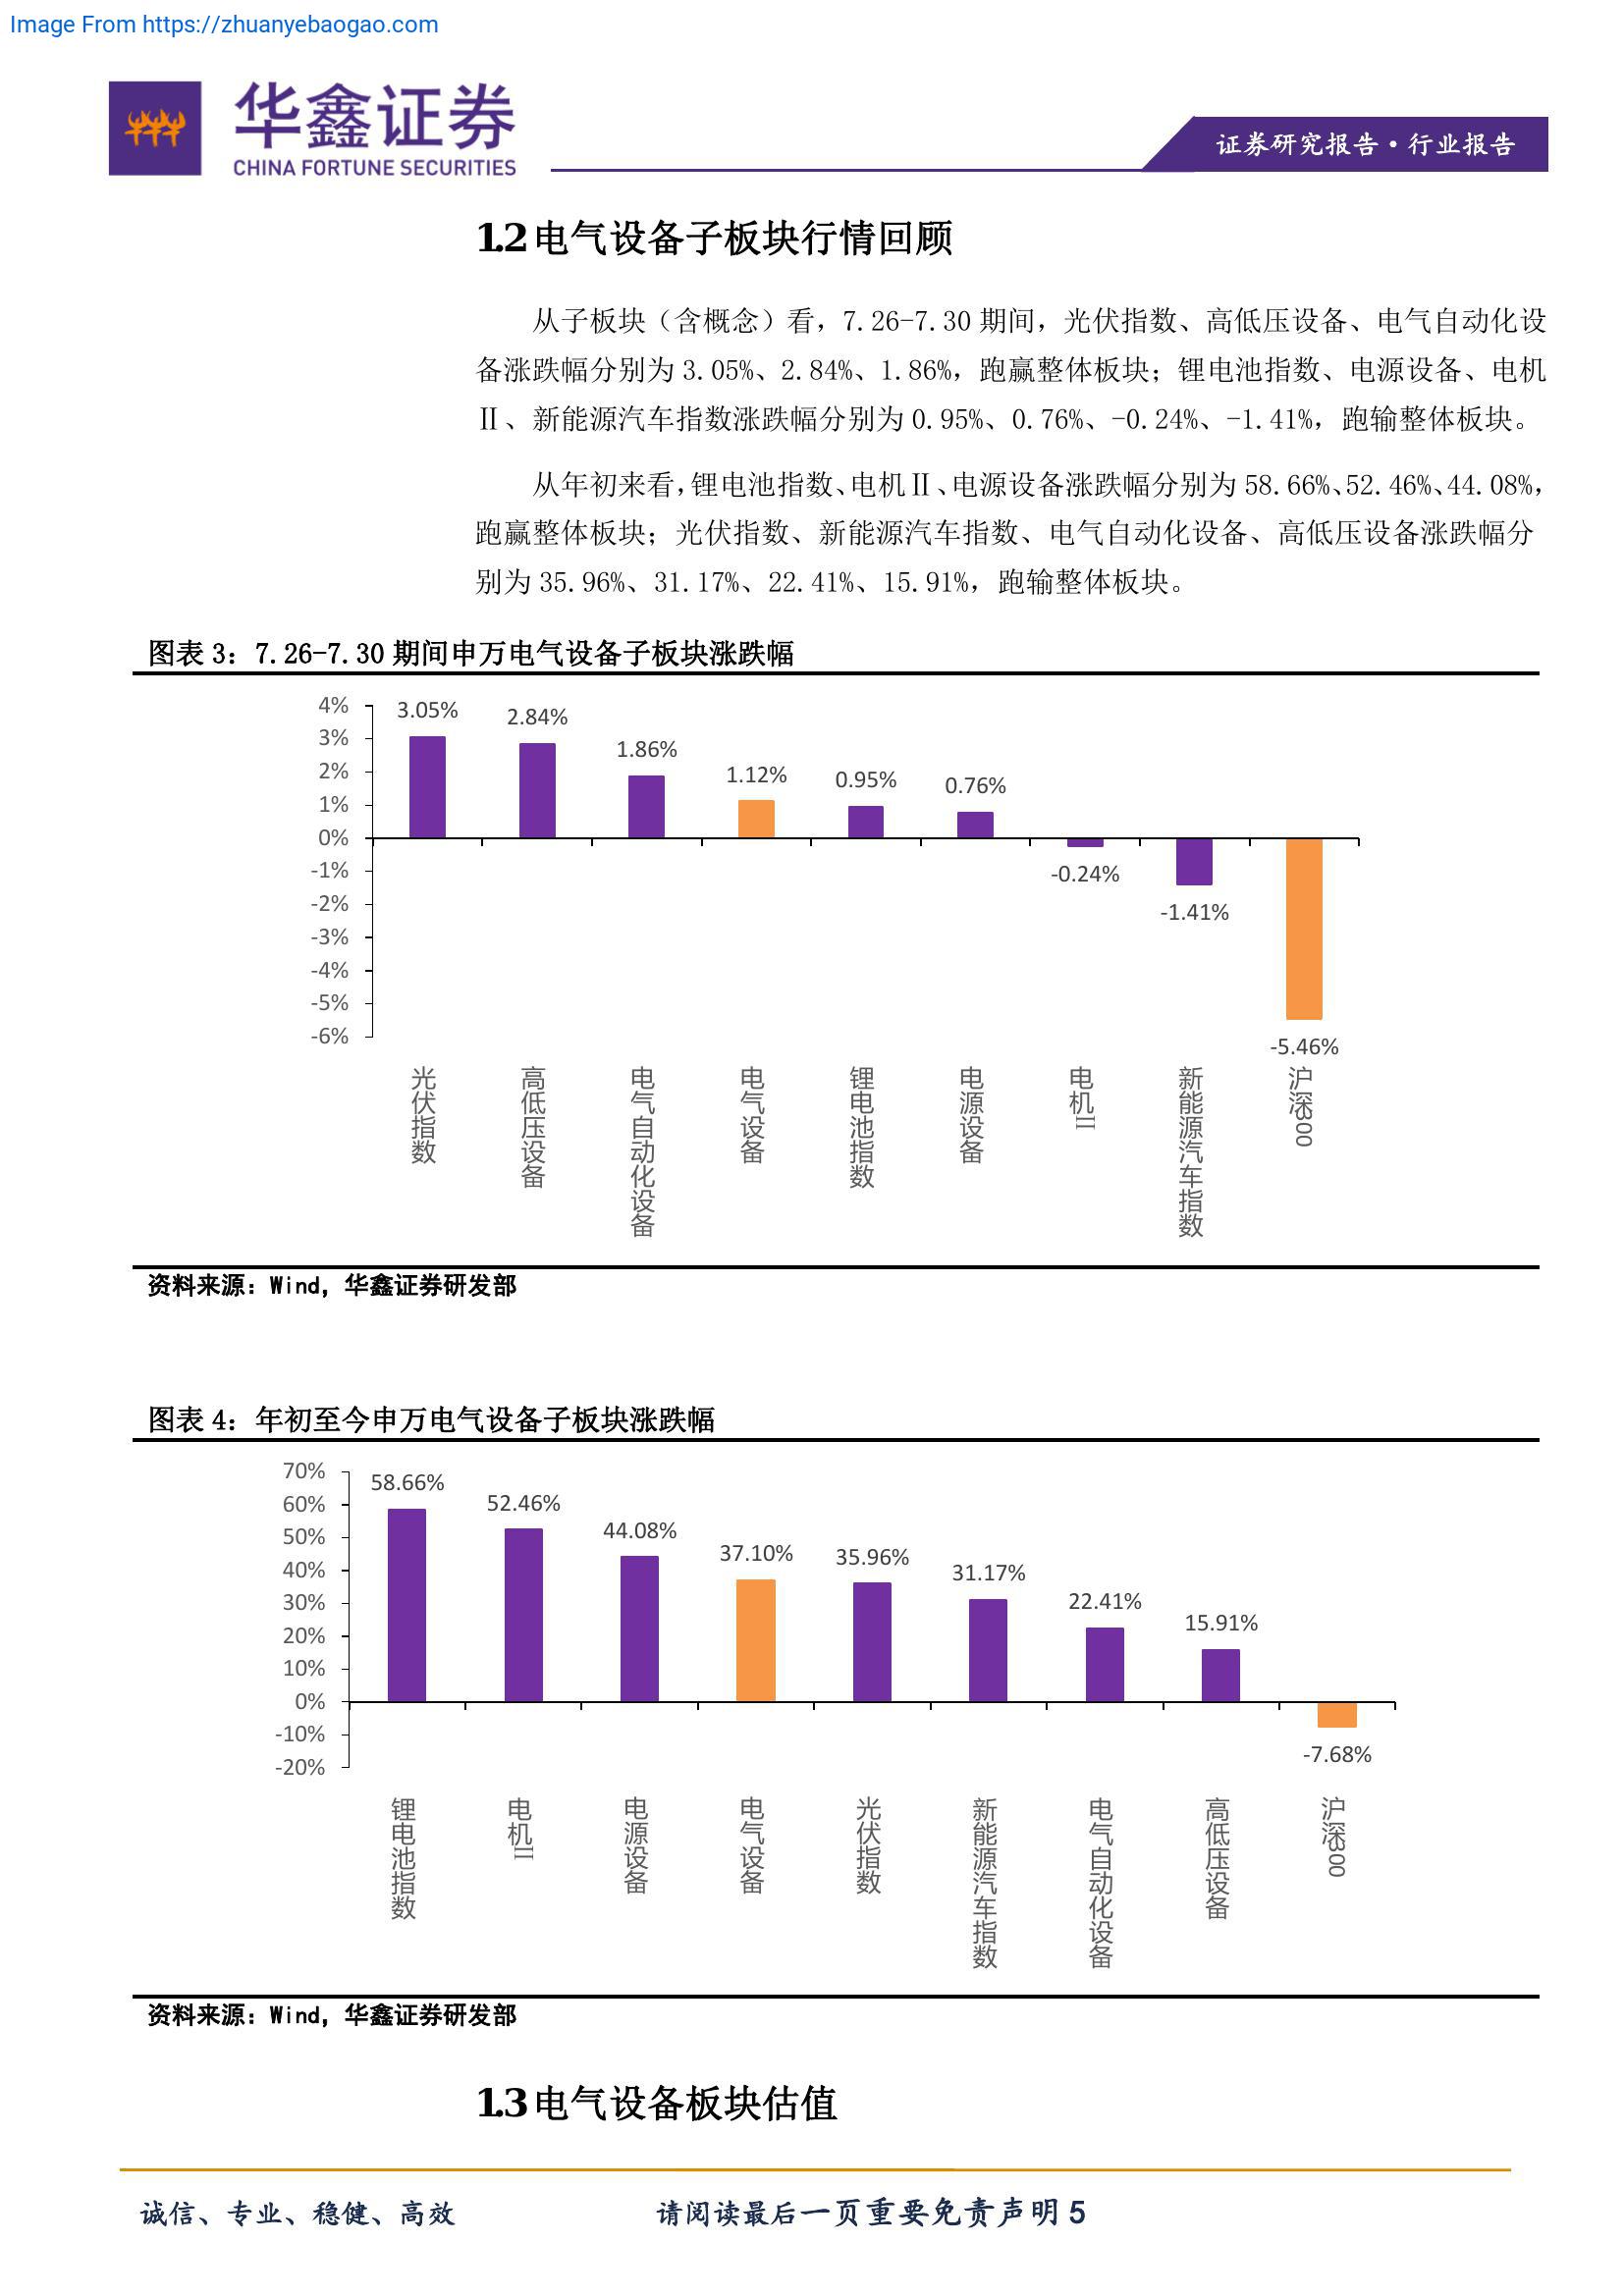 Image From https://zhuanyebaogao.com
华鑫证券
CHINA FORTUNE SECURITIES
证券研究报告·行业报告
1.2 电气设备子板块行情回顾
从子板块（含概念）看，7.26-7.30 期间，光伏指数、高低压设备、电气自动化设
备涨跌幅分别为 3.05%、2.84%、1.86%，跑赢整体板块；锂电池指数、电源设备、电机
Ⅱ、新能源汽车指数涨跌幅分别为 0.95%、0.76%、-0.24%、-1.41%，跑输整体板块。
从年初来看，锂电池指数、电机Ⅱ、电源设备涨跌幅分别为 58.66%、52.46%、44.08%，
跑赢整体板块；光伏指数、新能源汽车指数、电气自动化设备、高低压设备涨跌幅分
别为 35.96%、31.17%、22.41%、15.91%，跑输整体板块。
图表 3：7.26-7.30 期间申万电气设备子板块涨跌幅
4%
3%
2%
1%
0%
-1%
-2%
-3%
-4%
-5%
-6%
3.05%
2.84%
1.86%
1.12%
0.95%
0.76%
-0.24%
-1.41%
-5.46%
光伏指数
高低压设备
电气自动化设备
电气设备
锂电池指数
电源设备
电机Ⅱ
新能源汽车指数
沪深300
资料来源：Wind，华鑫证券研发部
图表 4：年初至今申万电气设备子板块涨跌幅
70%
60%
50%
40%
30%
20%
10%
0%
-10%
-20%
58.66%
52.46%
44.08%
37.10%
35.96%
31.17%
22.41%
15.91%
-7.68%
锂电池指数
电机Ⅱ
电源设备
电气设备
光伏指数
新能源汽车指数
电气自动化设备
高低压设备
沪深300
资料来源：Wind，华鑫证券研发部
1.3 电气设备板块估值
诚信、专业、稳健、高效
请阅读最后一页重要免责声明 5